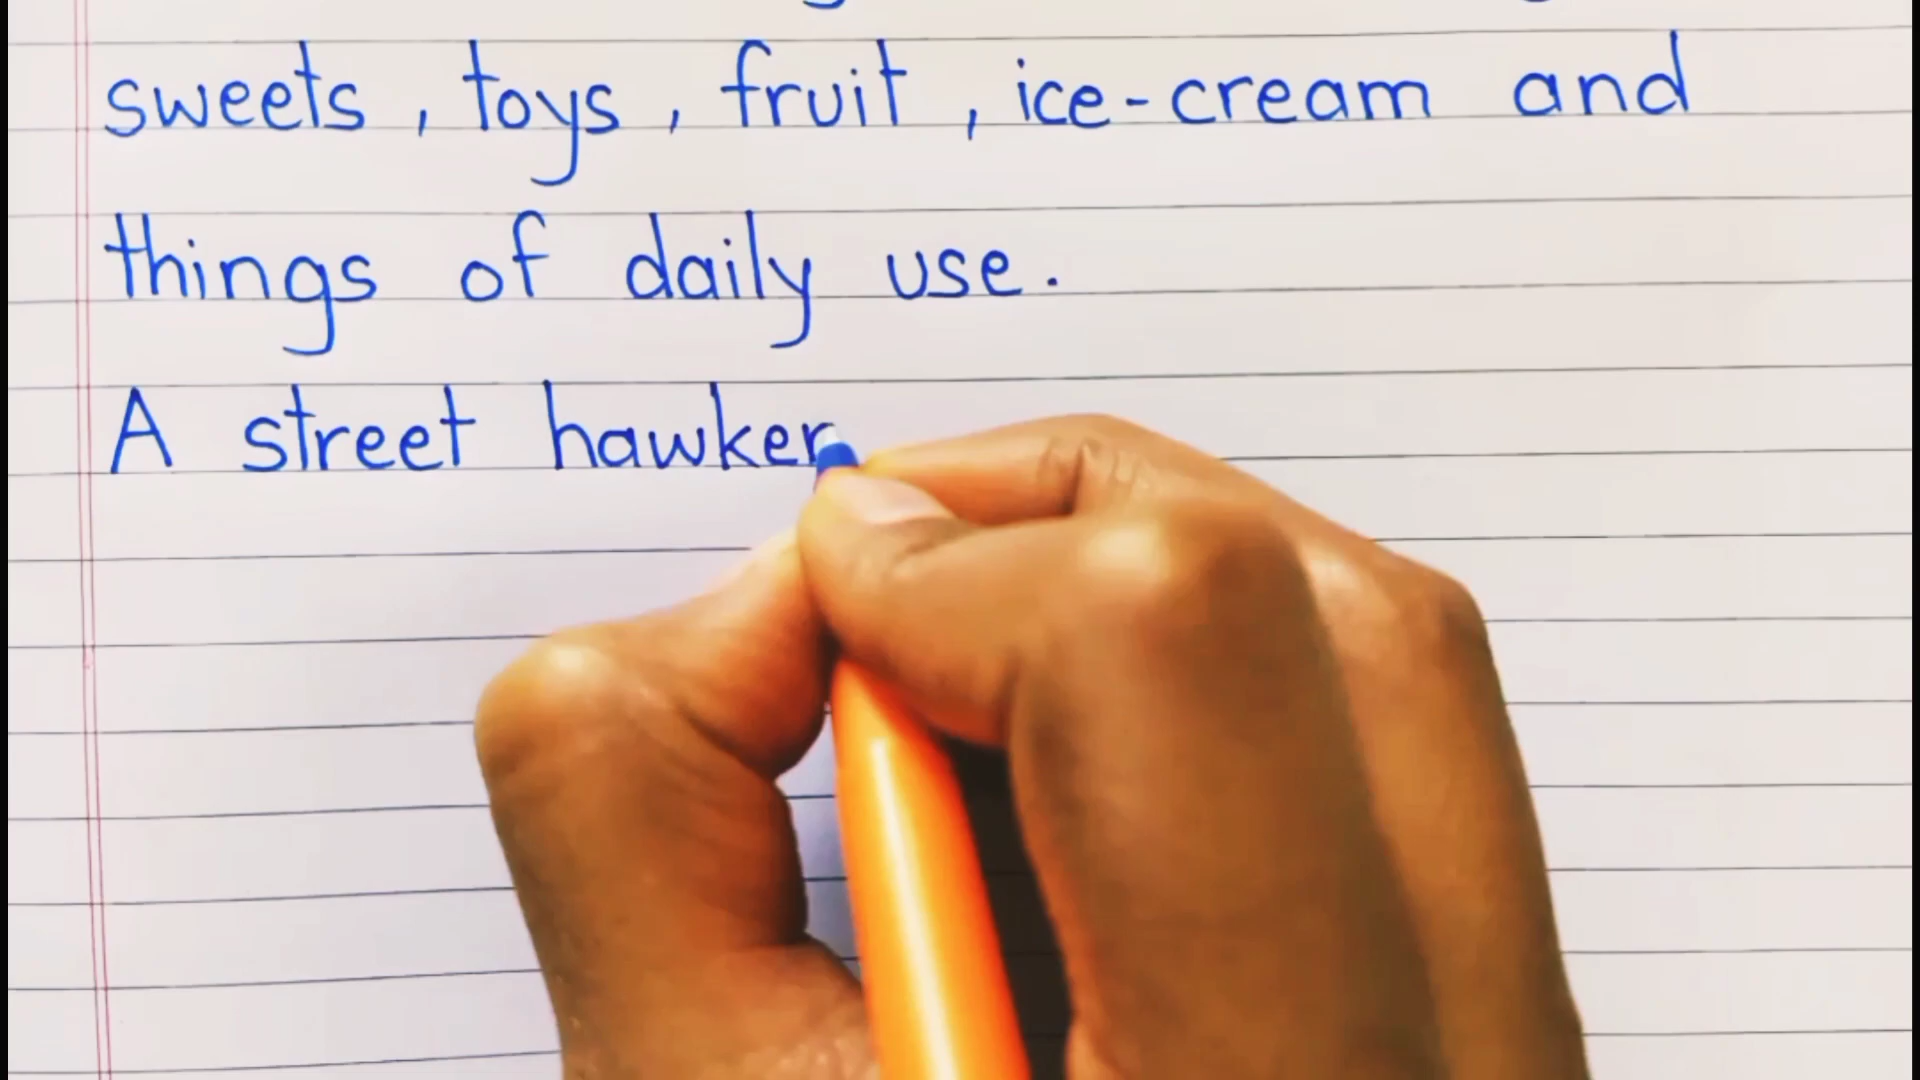 sweets , toys , fruit , ice-cream and
things of daily use .
A street hawker